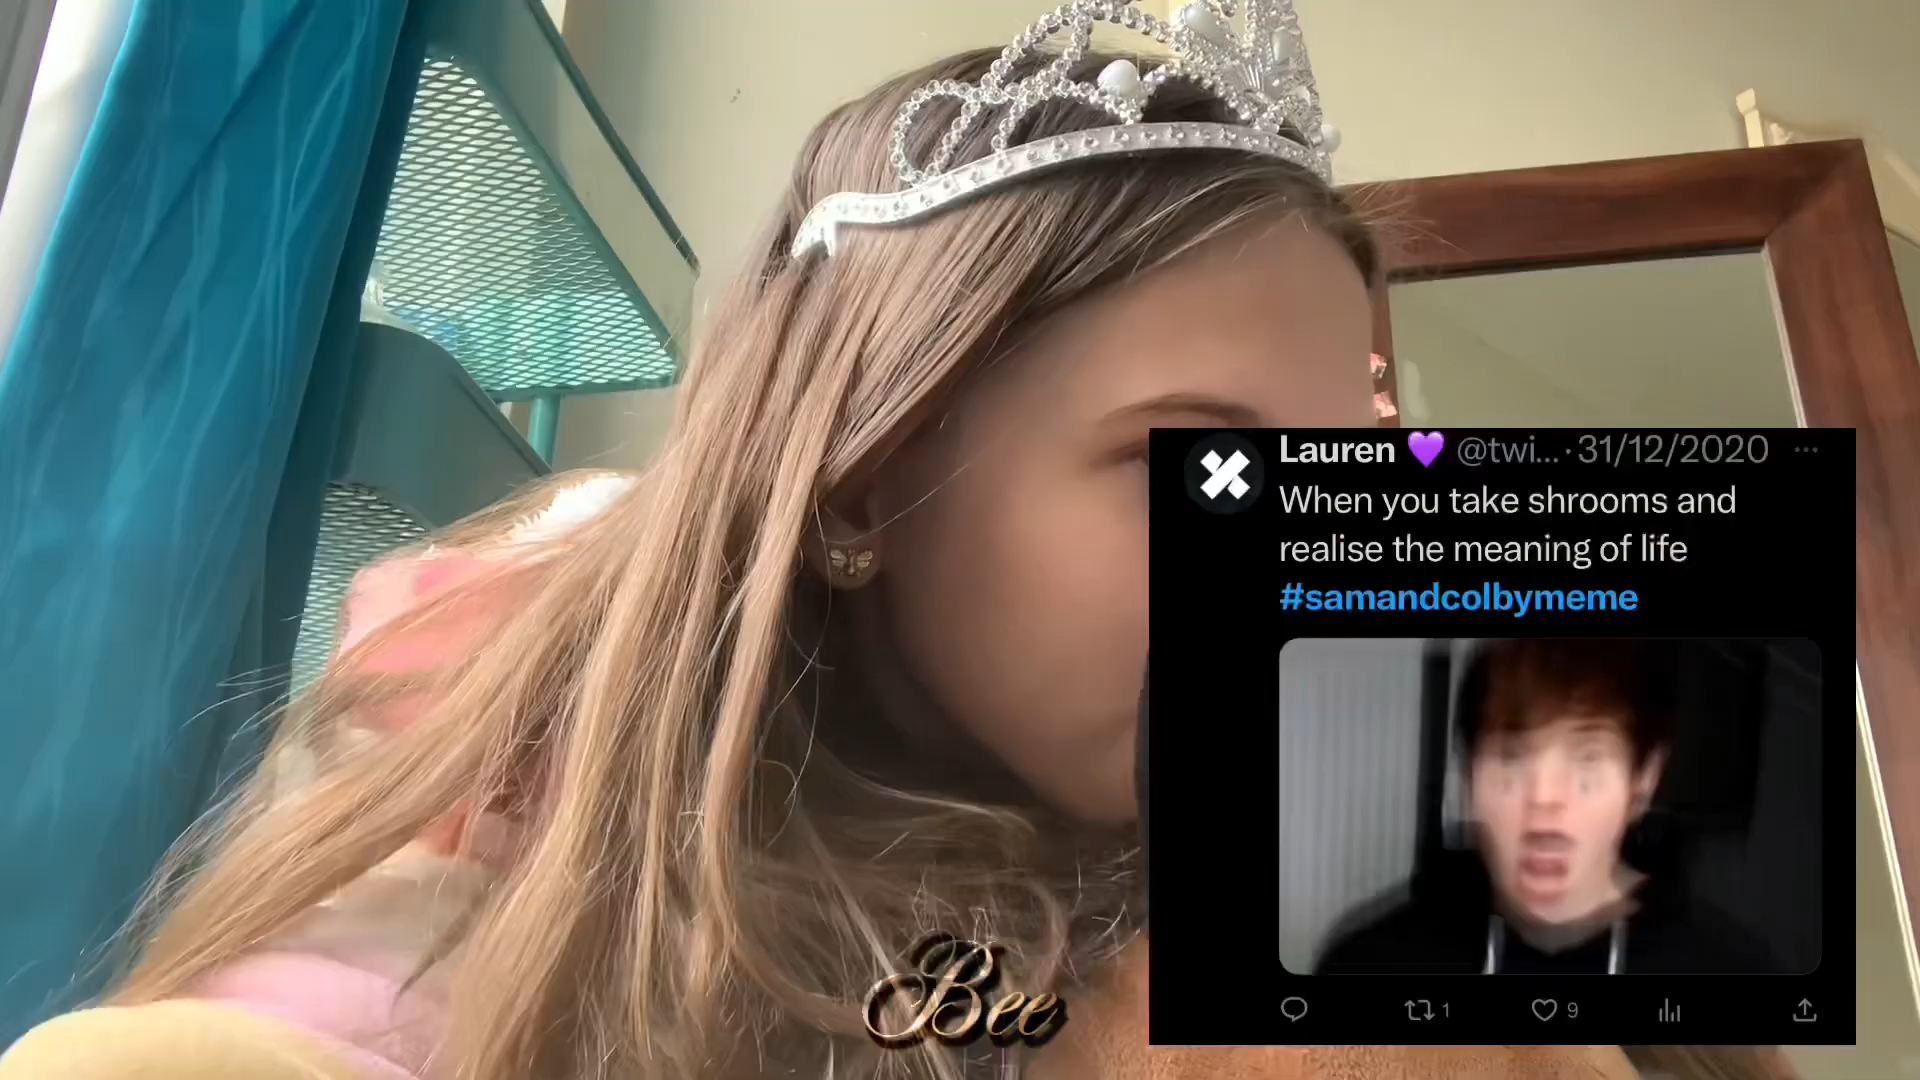 Lauren 💜 @twi... · 31/12/2020 ...
When you take shrooms and
realise the meaning of life
#samandcolbymeme
1 9
Bee